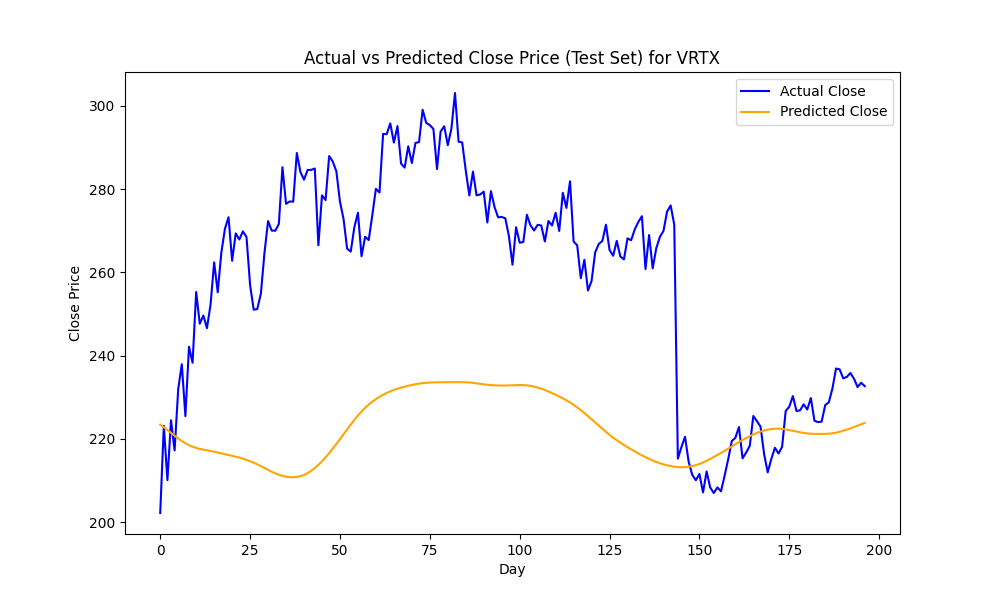 Actual vs Predicted Close Price (Test Set) for VRTX
Actual Close
Predicted Close
300
280
260
240
220
200
Close Price
0 25 50 75 100 125 150 175 200
Day